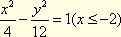 x²/4 − y²/12 = 1(x ≤ −2)